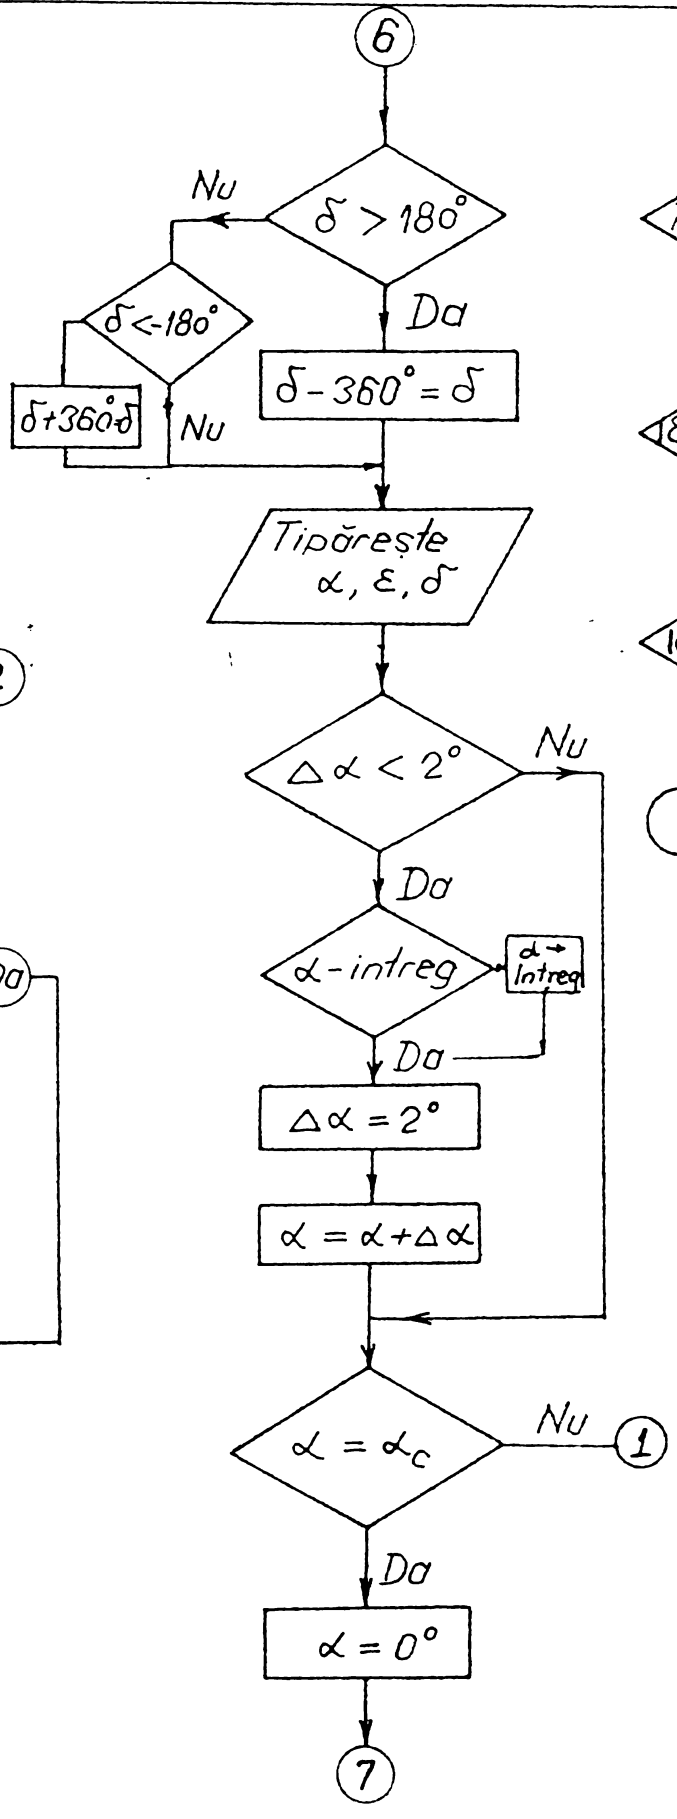 6
Nu
δ > 180°
δ <-180°
Da
δ - 360° = δ
δ+360°=δ
Nu
Tipărește
α, ε, δ
Δα < 2°
Nu
Da
α - intreg
α →
Intreg
Da
Δα = 2°
α = α + Δα
α = αc
Nu
1
Da
α = 0°
7